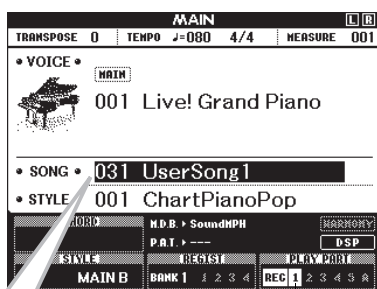 MAIN L R
TRANSPOSE 0 TEMPO ♩=080 4/4 MEASURE 001
• VOICE •
MAIN
001 Live! Grand Piano
• SONG • 031 UserSong1
• STYLE 001 ChartPianoPop
M.D.B. ▸ SoundMPH HARMONY
P.A.T. ▸ --- DSP
STYLE REGIST PLAY PART
MAIN B BANK 1 1 2 3 4 REC 1 2 3 4 5 A